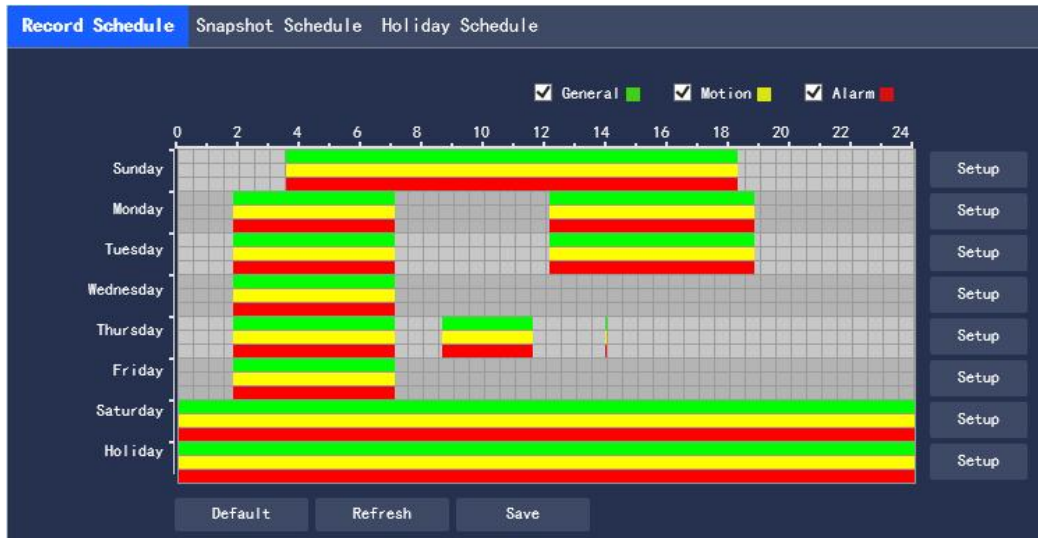 Record Schedule Snapshot Schedule Holiday Schedule
General Motion Alarm
0 2 4 6 8 10 12 14 16 18 20 22 24
Sunday Setup
Monday Setup
Tuesday Setup
Wednesday Setup
Thursday Setup
Friday Setup
Saturday Setup
Holiday Setup
Default Refresh Save